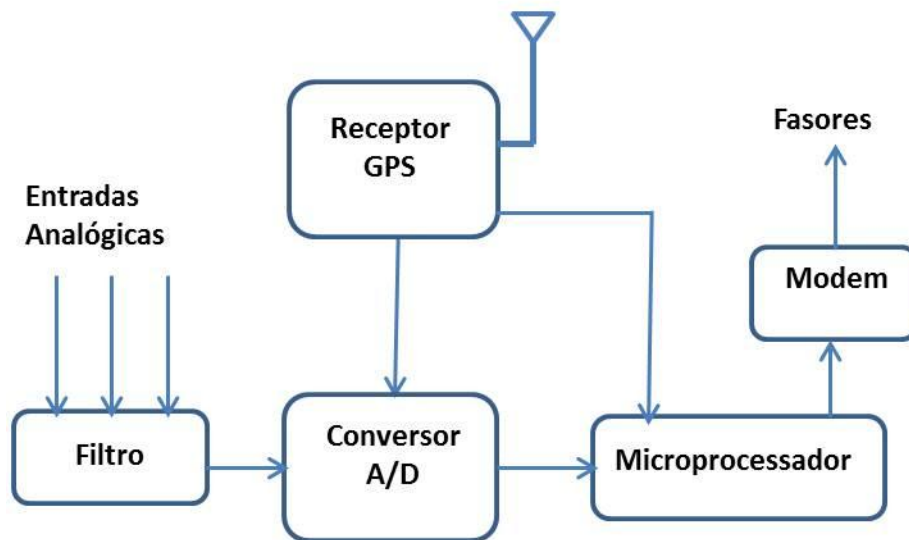 Receptor
GPS
Fasores
Entradas
Analógicas
Modem
Filtro
Conversor
A/D
Microprocessador